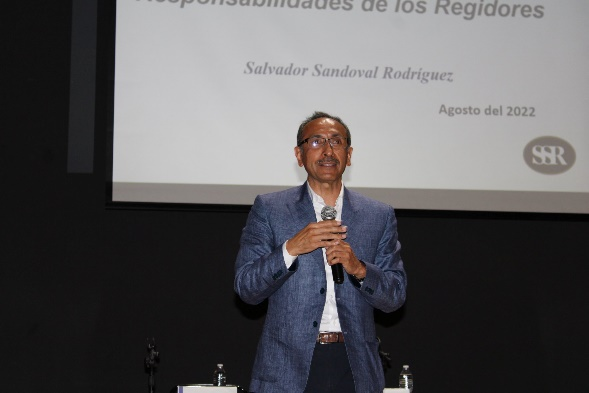 Responsabilidades de los Regidores
Salvador Sandoval Rodríguez
Agosto del 2022
SSR